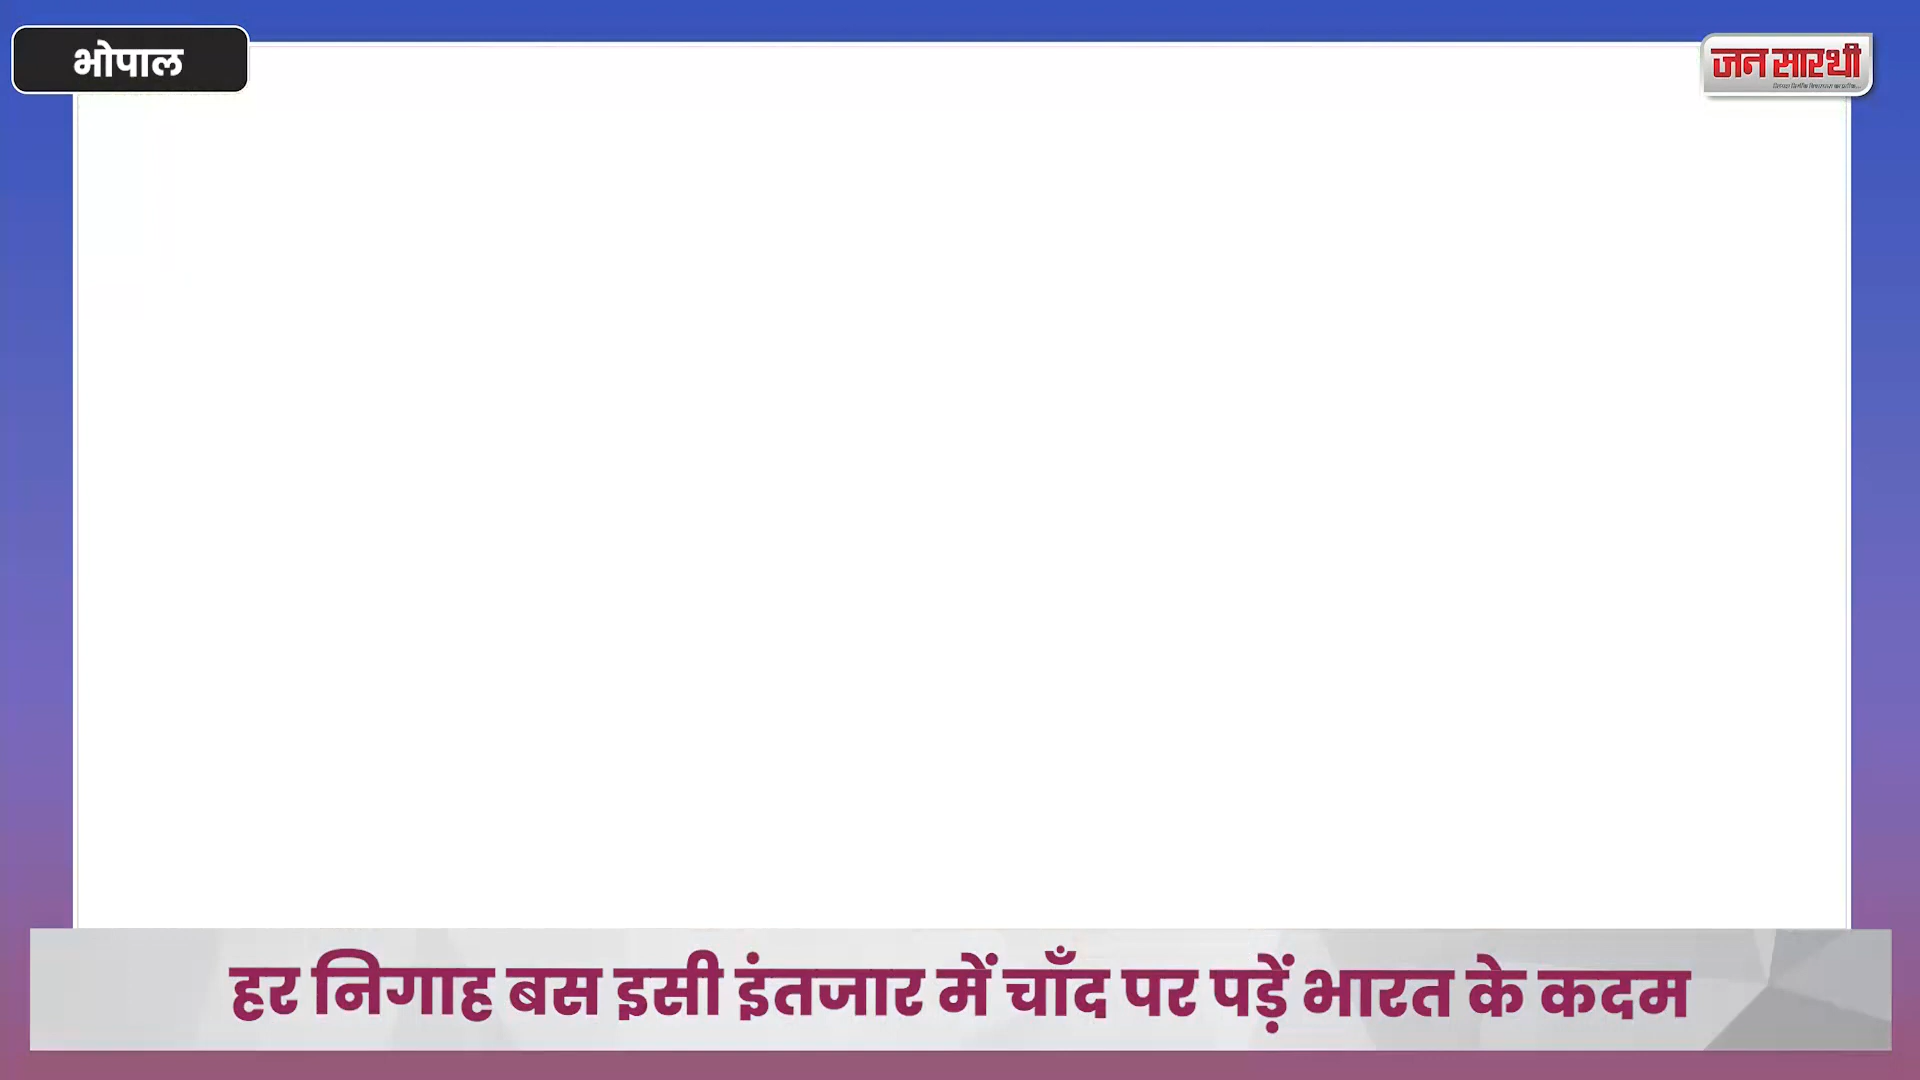 भोपाल
जन सारथी
हर निगाह बस इसी इंतजार में चाँद पर पड़ें भारत के कदम